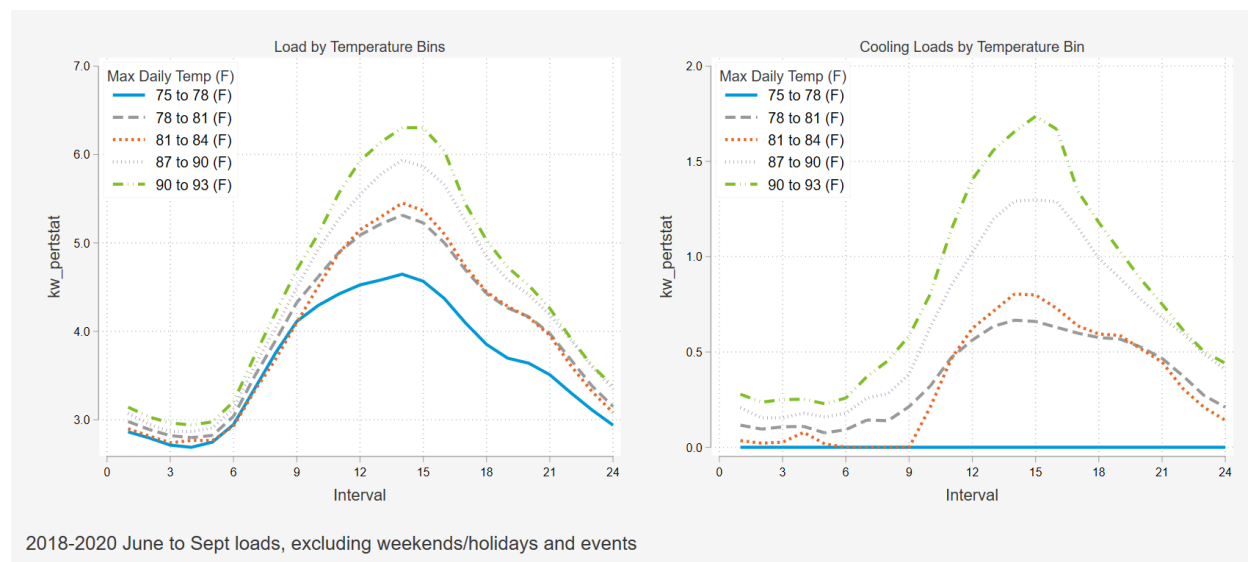 Load by Temperature Bins
7.0
6.0
5.0
4.0
3.0
kw_pertstat
Max Daily Temp (F)
75 to 78 (F)
78 to 81 (F)
81 to 84 (F)
87 to 90 (F)
90 to 93 (F)
0 3 6 9 12 15 18 21 24
Interval
Cooling Loads by Temperature Bin
2.0
1.5
1.0
0.5
0.0
kw_pertstat
Max Daily Temp (F)
75 to 78 (F)
78 to 81 (F)
81 to 84 (F)
87 to 90 (F)
90 to 93 (F)
0 3 6 9 12 15 18 21 24
Interval
2018-2020 June to Sept loads, excluding weekends/holidays and events